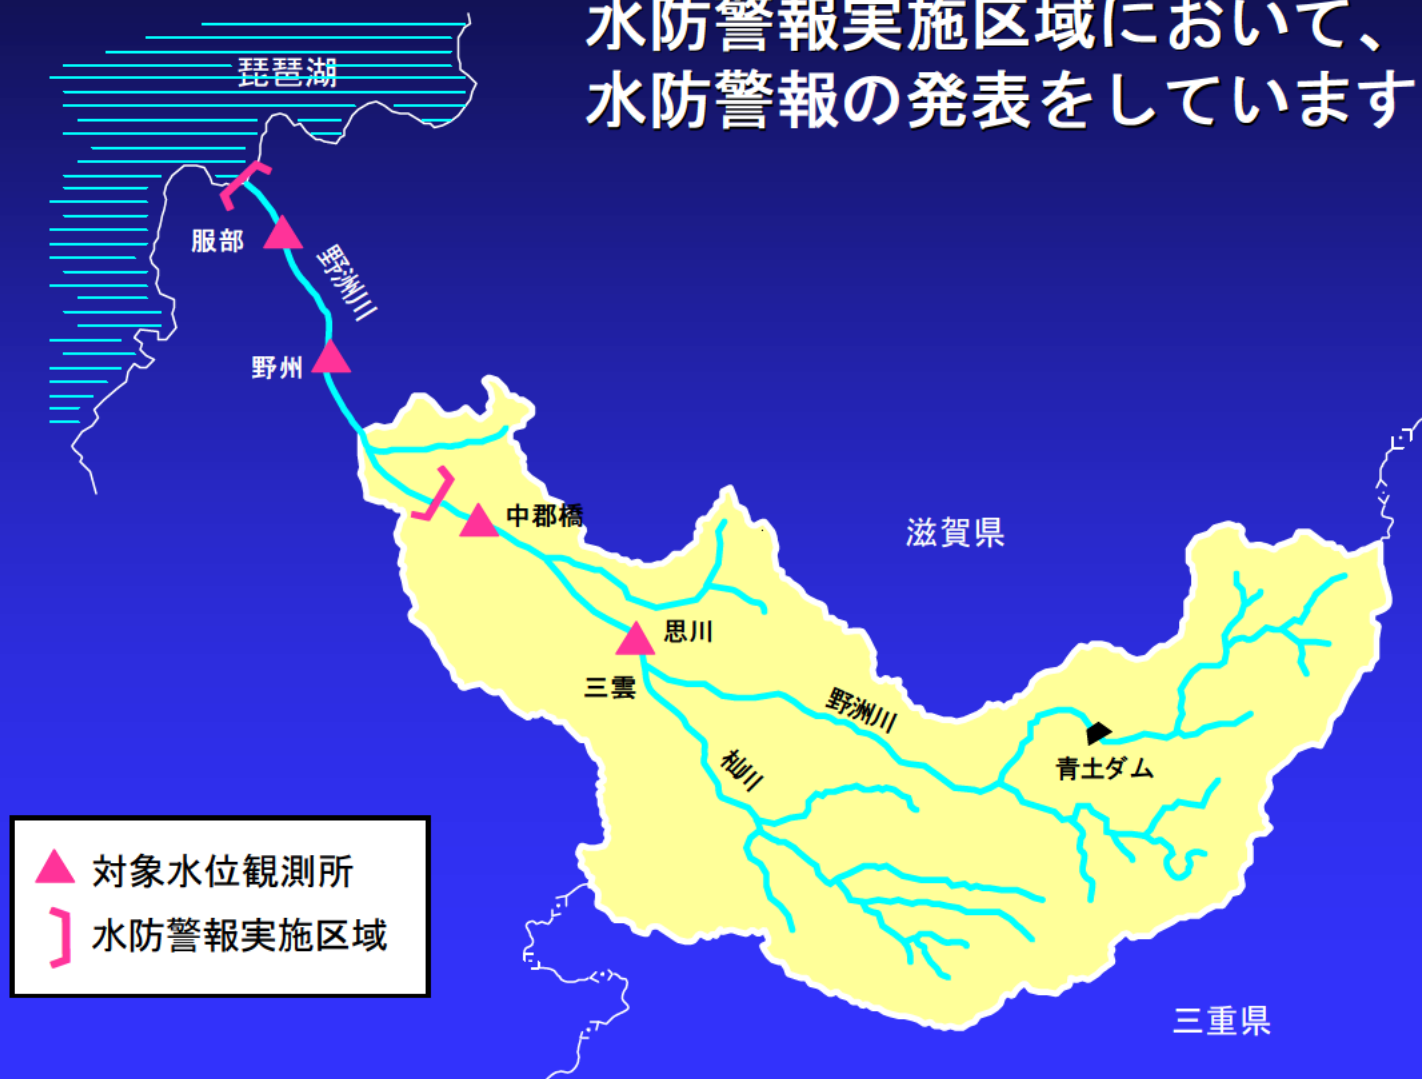 水防警報実施区域において、
水防警報の発表をしています
琵琶湖
服部
野洲川
野州
中郡橋
滋賀県
思川
三雲
野洲川
杣川
青土ダム
対象水位観測所
水防警報実施区域
三重県